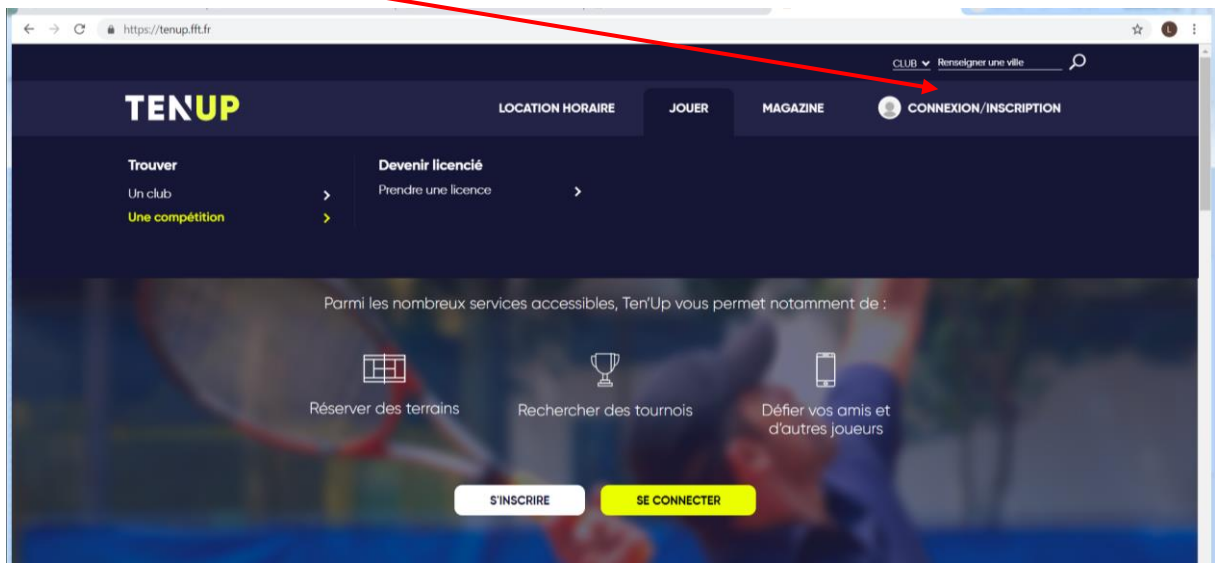 https://tenup.fft.fr
L
CLUB Renseigner une ville
TENUP
LOCATION HORAIRE JOUER MAGAZINE CONNEXION/INSCRIPTION
Trouver Devenir licencié
Un club Prendre une licence
Une compétition
Parmi les nombreux services accessibles, Ten'Up vous permet notamment de :
Réserver des terrains Rechercher des tournois Défier vos amis et
d'autres joueurs
S'INSCRIRE SE CONNECTER